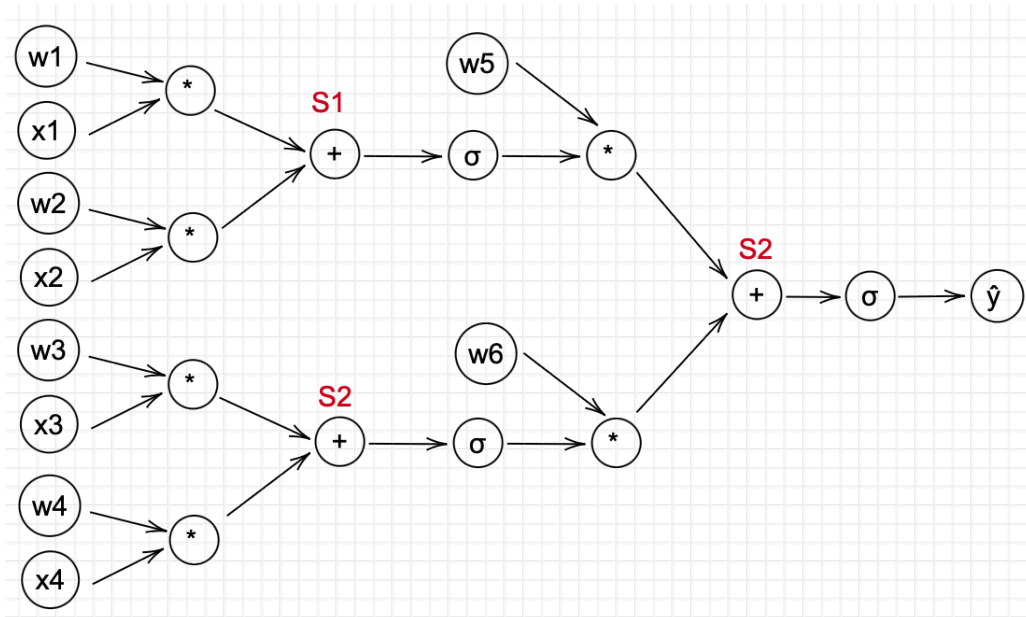 w1
*
x1
S1
+
σ
w5
*
w2
*
x2
S2
+
σ
ŷ
w3
*
x3
S2
+
σ
w6
*
w4
*
x4